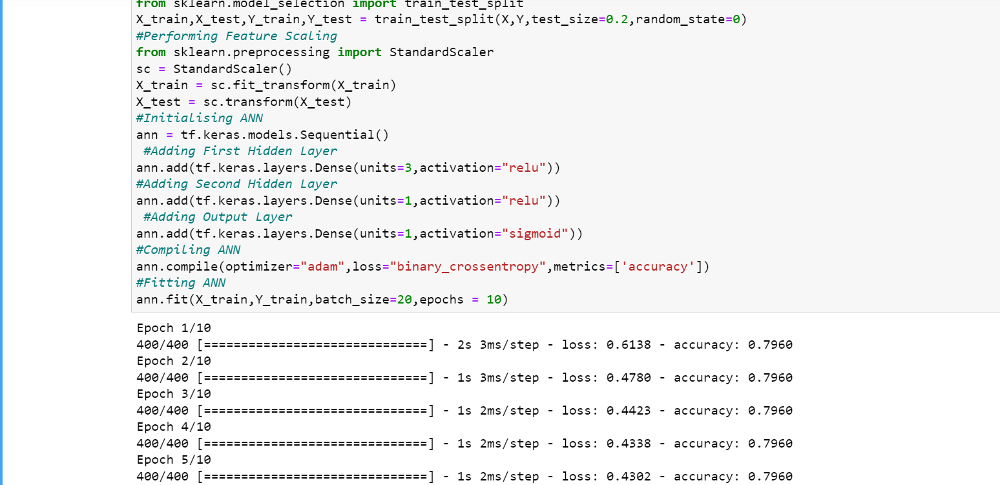 from sklearn.model_selection import train_test_split
X_train,X_test,Y_train,Y_test = train_test_split(X,Y,test_size=0.2,random_state=0)
#Performing Feature Scaling
from sklearn.preprocessing import StandardScaler
sc = StandardScaler()
X_train = sc.fit_transform(X_train)
X_test = sc.transform(X_test)
#Initialising ANN
ann = tf.keras.models.Sequential()
 #Adding First Hidden Layer
ann.add(tf.keras.layers.Dense(units=3,activation="relu"))
#Adding Second Hidden Layer
ann.add(tf.keras.layers.Dense(units=1,activation="relu"))
 #Adding Output Layer
ann.add(tf.keras.layers.Dense(units=1,activation="sigmoid"))
#Compiling ANN
ann.compile(optimizer="adam",loss="binary_crossentropy",metrics=['accuracy'])
#Fitting ANN
ann.fit(X_train,Y_train,batch_size=20,epochs = 10)
Epoch 1/10
400/400 [==============================] - 2s 3ms/step - loss: 0.6138 - accuracy: 0.7960
Epoch 2/10
400/400 [==============================] - 1s 3ms/step - loss: 0.4780 - accuracy: 0.7960
Epoch 3/10
400/400 [==============================] - 1s 2ms/step - loss: 0.4423 - accuracy: 0.7960
Epoch 4/10
400/400 [==============================] - 1s 2ms/step - loss: 0.4338 - accuracy: 0.7960
Epoch 5/10
400/400 [==============================] - 1s 2ms/step - loss: 0.4302 - accuracy: 0.7960